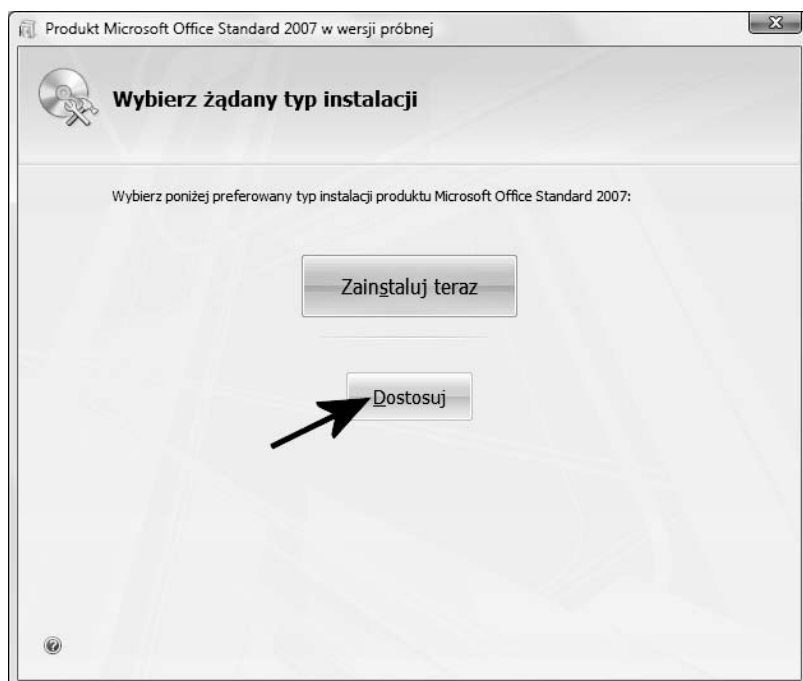 Produkt Microsoft Office Standard 2007 w wersji próbnej
Wybierz żądany typ instalacji
Wybierz poniżej preferowany typ instalacji produktu Microsoft Office Standard 2007:
Zainstaluj teraz
Dostosuj